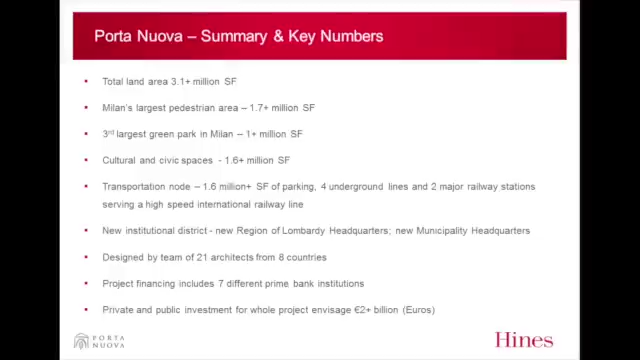 Porta Nuova – Summary & Key Numbers
Total land area 3.1+ million SF
Milan's largest pedestrian area – 1.7+ million SF
3rd largest green park in Milan – 1+ million SF
Cultural and civic spaces - 1.6+ million SF
Transportation node – 1.6 million+ SF of parking, 4 underground lines and 2 major railway stations
serving a high speed international railway line
New institutional district - new Region of Lombardy Headquarters; new Municipality Headquarters
Designed by team of 21 architects from 8 countries
Project financing includes 7 different prime bank institutions
Private and public investment for whole project envisage €2+ billion (Euros)
PORTA
NUOVA
Hines